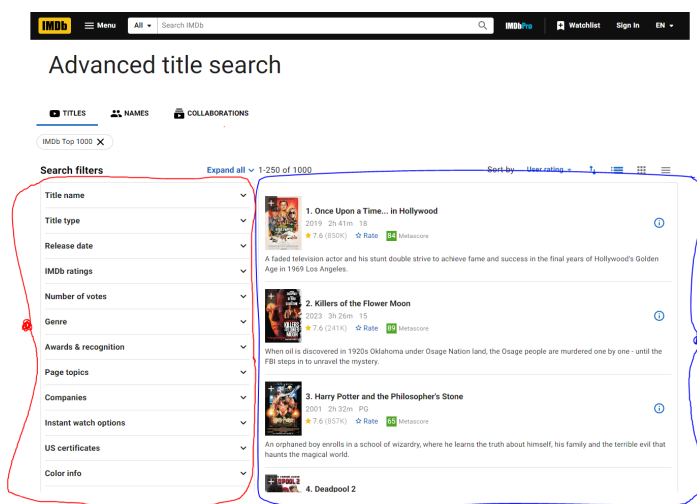 IMDb Menu All Search IMDb IMDbPro Watchlist Sign In EN
Advanced title search
TITLES NAMES COLLABORATIONS
IMDb Top 1000 X
Search filters Expand all 1-250 of 1000 Sort by User rating
Title name
Title type
Release date
IMDb ratings
Number of votes
Genre
Awards & recognition
Page topics
Companies
Instant watch options
US certificates
Color info
1. Once Upon a Time... in Hollywood
2019 2h 41m 18
7.6 (850K) Rate 84 Metascore
A faded television actor and his stunt double strive to achieve fame and success in the final years of Hollywood's Golden
Age in 1969 Los Angeles.
2. Killers of the Flower Moon
2023 3h 26m 15
7.6 (241K) Rate 89 Metascore
When oil is discovered in 1920s Oklahoma under Osage Nation land, the Osage people are murdered one by one - until the
FBI steps in to unravel the mystery.
3. Harry Potter and the Philosopher's Stone
2001 2h 32m PG
7.6 (857K) Rate 65 Metascore
An orphaned boy enrolls in a school of wizardry, where he learns the truth about himself, his family and the terrible evil that
haunts the magical world.
4. Deadpool 2